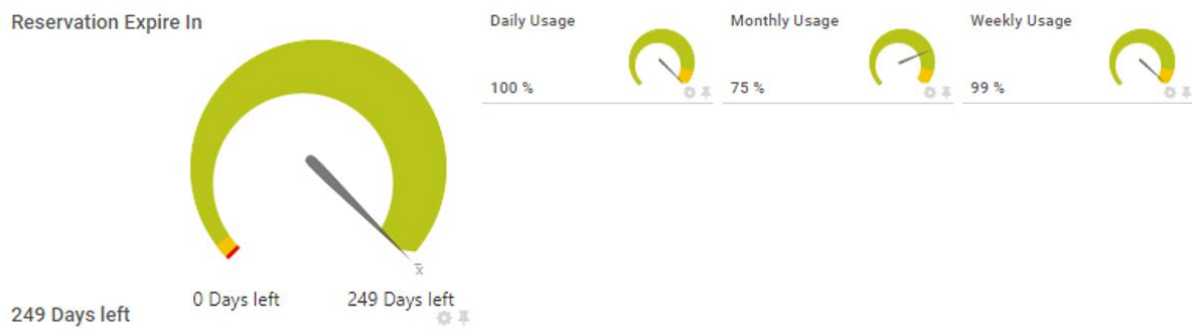 Reservation Expire In
0 Days left
249 Days left
x̄
249 Days left
Daily Usage
100 %
Monthly Usage
75 %
Weekly Usage
99 %